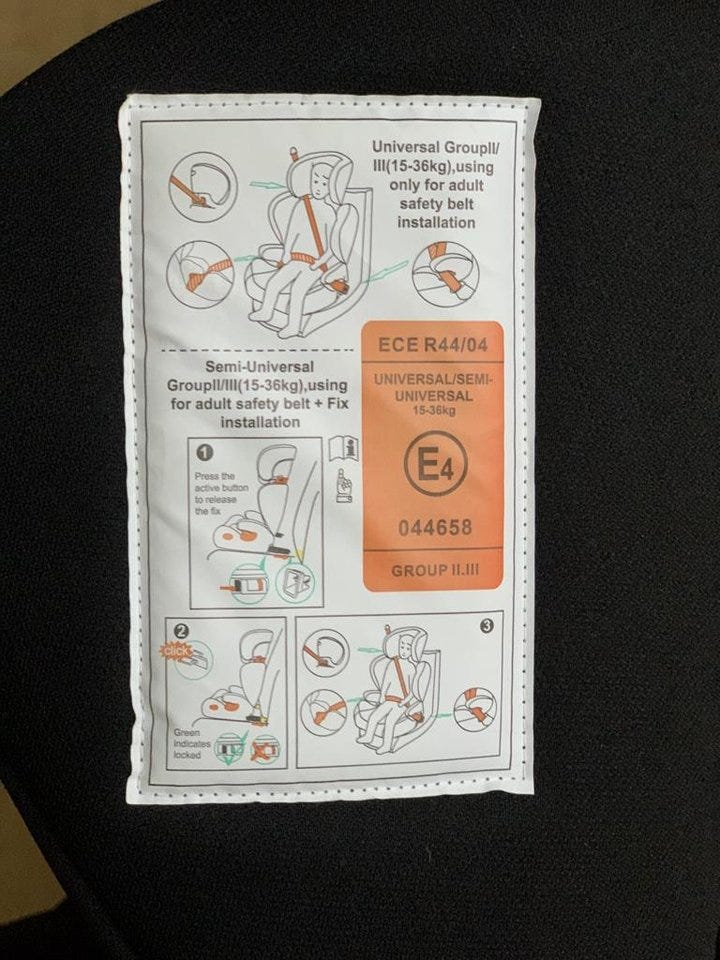 Universal GroupII/
III(15-36kg),using
only for adult
safety belt
installation
ECE R44/04
UNIVERSAL/SEMI-
UNIVERSAL
15-36kg
E4
044658
GROUP II.III
Semi-Universal
GroupII/III(15-36kg),using
for adult safety belt + Fix
installation
1
Press the
active button
to release
the fix
2
click
Green
indicates
locked
3